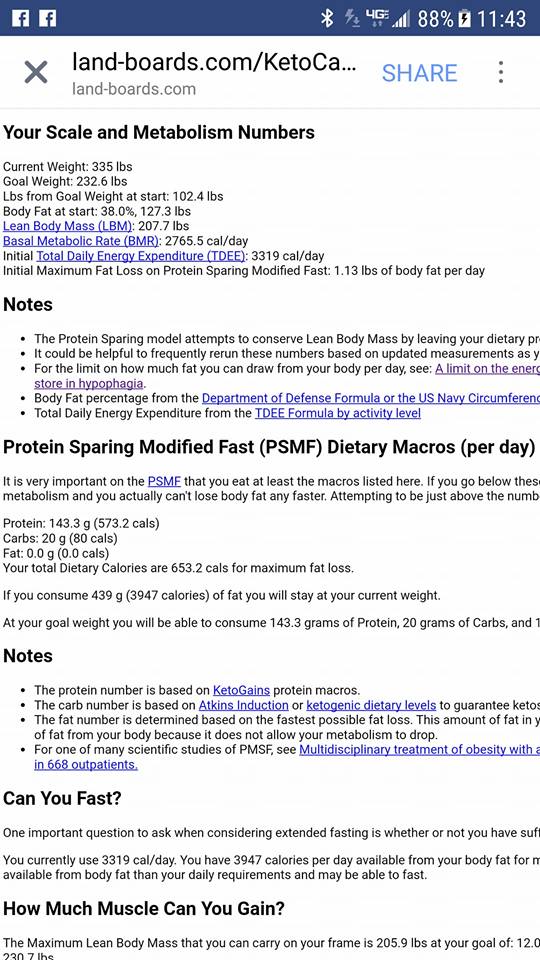 4G 88% 11:43
land-boards.com/KetoCa... SHARE
land-boards.com
Your Scale and Metabolism Numbers
Current Weight: 335 lbs
Goal Weight: 232.6 lbs
Lbs from Goal Weight at start: 102.4 lbs
Body Fat at start: 38.0%, 127.3 lbs
Lean Body Mass (LBM): 207.7 lbs
Basal Metabolic Rate (BMR): 2765.5 cal/day
Initial Total Daily Energy Expenditure (TDEE): 3319 cal/day
Initial Maximum Fat Loss on Protein Sparing Modified Fast: 1.13 lbs of body fat per day
Notes
• The Protein Sparing model attempts to conserve Lean Body Mass by leaving your dietary pr
• It could be helpful to frequently rerun these numbers based on updated measurements as y
• For the limit on how much fat you can draw from your body per day, see: A limit on the energ
store in hypophagia.
• Body Fat percentage from the Department of Defense Formula or the US Navy Circumferenc
• Total Daily Energy Expenditure from the TDEE Formula by activity level
Protein Sparing Modified Fast (PSMF) Dietary Macros (per day)
It is very important on the PSMF that you eat at least the macros listed here. If you go below these
metabolism and you actually can't lose body fat any faster. Attempting to be just above the numb
Protein: 143.3 g (573.2 cals)
Carbs: 20 g (80 cals)
Fat: 0.0 g (0.0 cals)
Your total Dietary Calories are 653.2 cals for maximum fat loss.
If you consume 439 g (3947 calories) of fat you will stay at your current weight.
At your goal weight you will be able to consume 143.3 grams of Protein, 20 grams of Carbs, and 1
Notes
• The protein number is based on KetoGains protein macros.
• The carb number is based on Atkins Induction or ketogenic dietary levels to guarantee ketos
• The fat number is determined based on the fastest possible fat loss. This amount of fat in y
of fat from your body because it does not allow your metabolism to drop.
• For one of many scientific studies of PMSF, see Multidisciplinary treatment of obesity with a
in 668 outpatients.
Can You Fast?
One important question to ask when considering extended fasting is whether or not you have suf
You currently use 3319 cal/day. You have 3947 calories per day available from your body fat for m
available from body fat than your daily requirements and may be able to fast.
How Much Muscle Can You Gain?
The Maximum Lean Body Mass that you can carry on your frame is 205.9 lbs at your goal of: 12.0
230.7 lbs